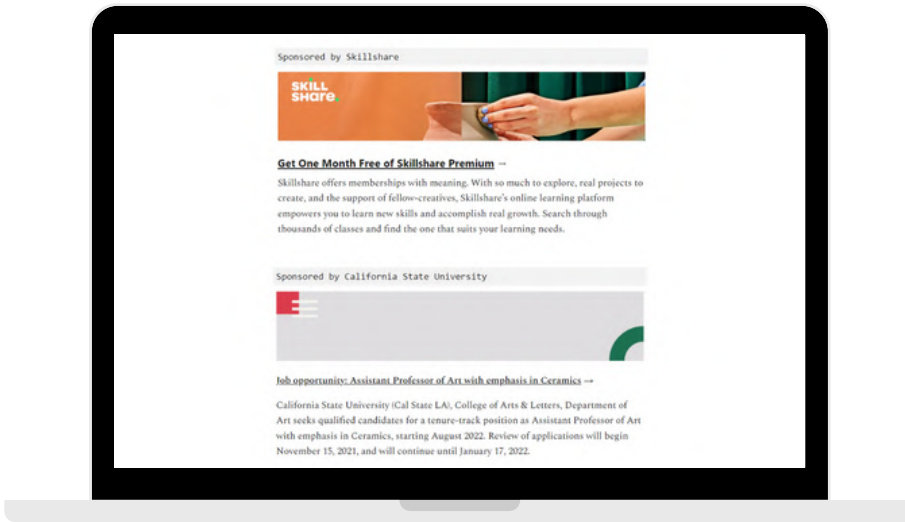 Sponsored by Skillshare
SKILL
SHare.
Get One Month Free of Skillshare Premium →
Skillshare offers memberships with meaning. With so much to explore, real projects to
create, and the support of fellow-creatives, Skillshare's online learning platform
empowers you to learn new skills and accomplish real growth. Search through
thousands of classes and find the one that suits your learning needs.
Sponsored by California State University
Job opportunity: Assistant Professor of Art with emphasis in Ceramics →
California State University (Cal State LA), College of Arts & Letters, Department of
Art seeks qualified candidates for a tenure-track position as Assistant Professor of Art
with emphasis in Ceramics, starting August 2022. Review of applications will begin
November 15, 2021, and will continue until January 17, 2022.